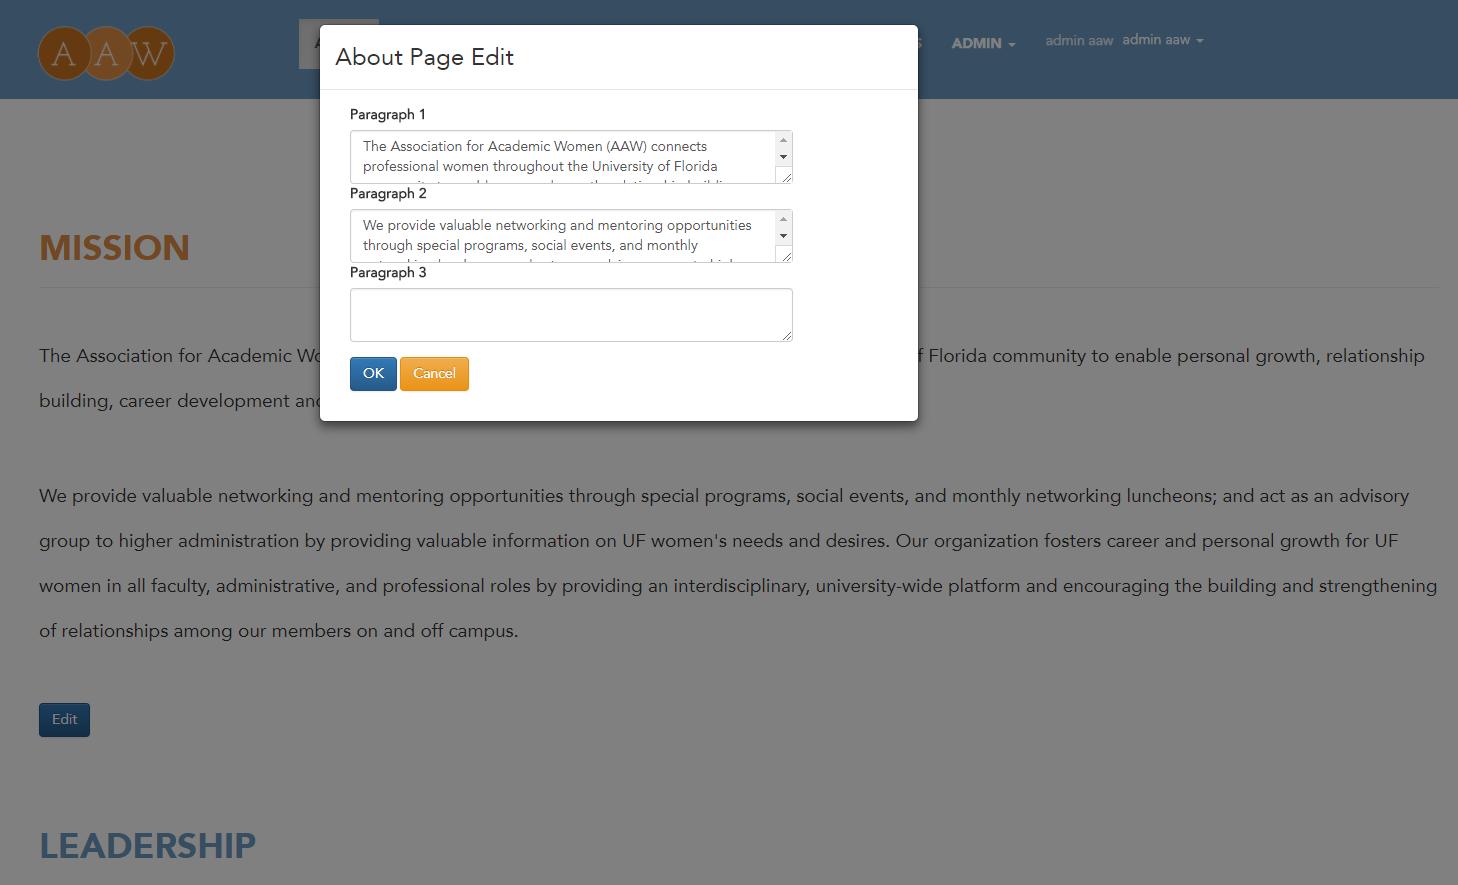 AAW
ADMIN
admin aaw admin aaw
About Page Edit
Paragraph 1
The Association for Academic Women (AAW) connects
professional women throughout the University of Florida
Paragraph 2
We provide valuable networking and mentoring opportunities
through special programs, social events, and monthly
Paragraph 3
OK Cancel
MISSION
The Association for Academic
f Florida community to enable personal growth, relationship
building, career development
We provide valuable networking and mentoring opportunities through special programs, social events, and monthly networking luncheons; and act as an advisory
group to higher administration by providing valuable information on UF women's needs and desires. Our organization fosters career and personal growth for UF
women in all faculty, administrative, and professional roles by providing an interdisciplinary, university-wide platform and encouraging the building and strengthening
of relationships among our members on and off campus.
Edit
LEADERSHIP